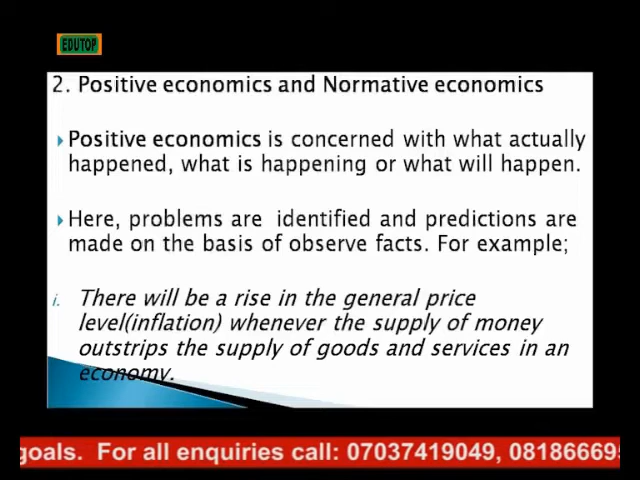 EDUTOP
2. Positive economics and Normative economics
Positive economics is concerned with what actually
happened, what is happening or what will happen.
Here, problems are identified and predictions are
made on the basis of observe facts. For example;
i. There will be a rise in the general price
level(inflation) whenever the supply of money
outstrips the supply of goods and services in an
economy.
goals. For all enquiries call: 07037419049, 081866695